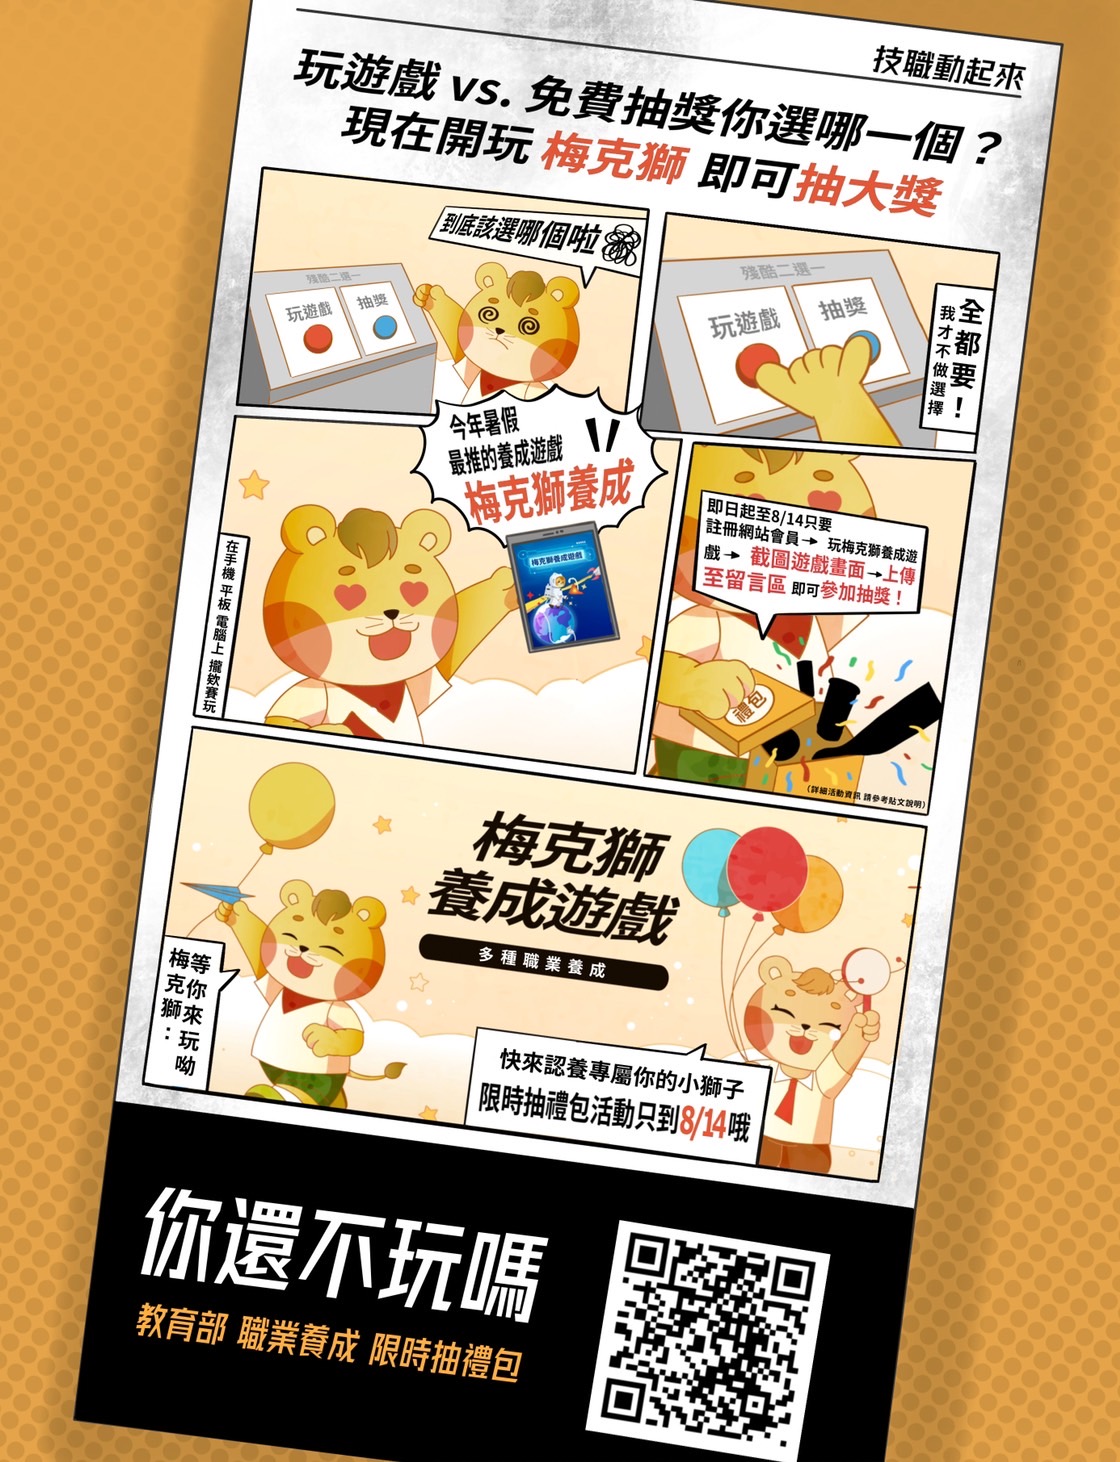 技職動起來
玩遊戲 vs. 免費抽獎你選哪一個？
現在開玩 梅克獅 即可抽大獎
到底該選哪個啦
殘酷二選一
玩遊戲
抽獎
殘酷二選一
玩遊戲
抽獎
全都要！
我才不做選擇
今年暑假
最推的養成遊戲
梅克獅養成
梅克獅養成遊戲
在手機 平板 電腦上 攏欸賽玩
即日起至8/14只要
註冊網站會員→ 玩梅克獅養成遊
戲→ 截圖遊戲畫面→上傳
至留言區 即可參加抽獎！
禮包
（詳細活動資訊 請參考貼文說明）
梅克獅
養成遊戲
多種職業養成
梅克獅：
等你來玩呦
快來認養專屬你的小獅子
限時抽禮包活動只到8/14哦
你還不玩嗎
教育部 職業養成 限時抽禮包